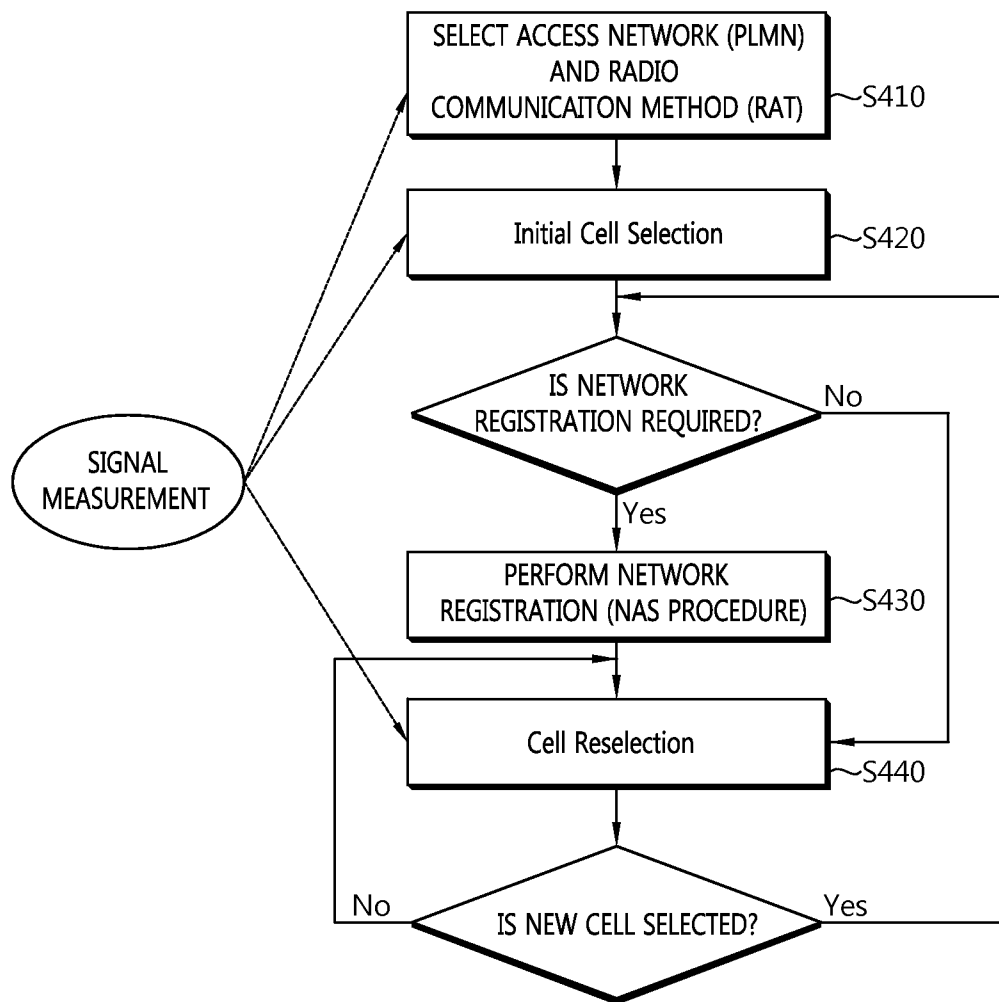 SELECT ACCESS NETWORK (PLMN)
AND RADIO
COMMUNICAITON METHOD (RAT)
S410
Initial Cell Selection
S420
IS NETWORK
REGISTRATION REQUIRED?
No
Yes
SIGNAL
MEASUREMENT
PERFORM NETWORK
REGISTRATION (NAS PROCEDURE)
S430
Cell Reselection
S440
No
IS NEW CELL SELECTED?
Yes